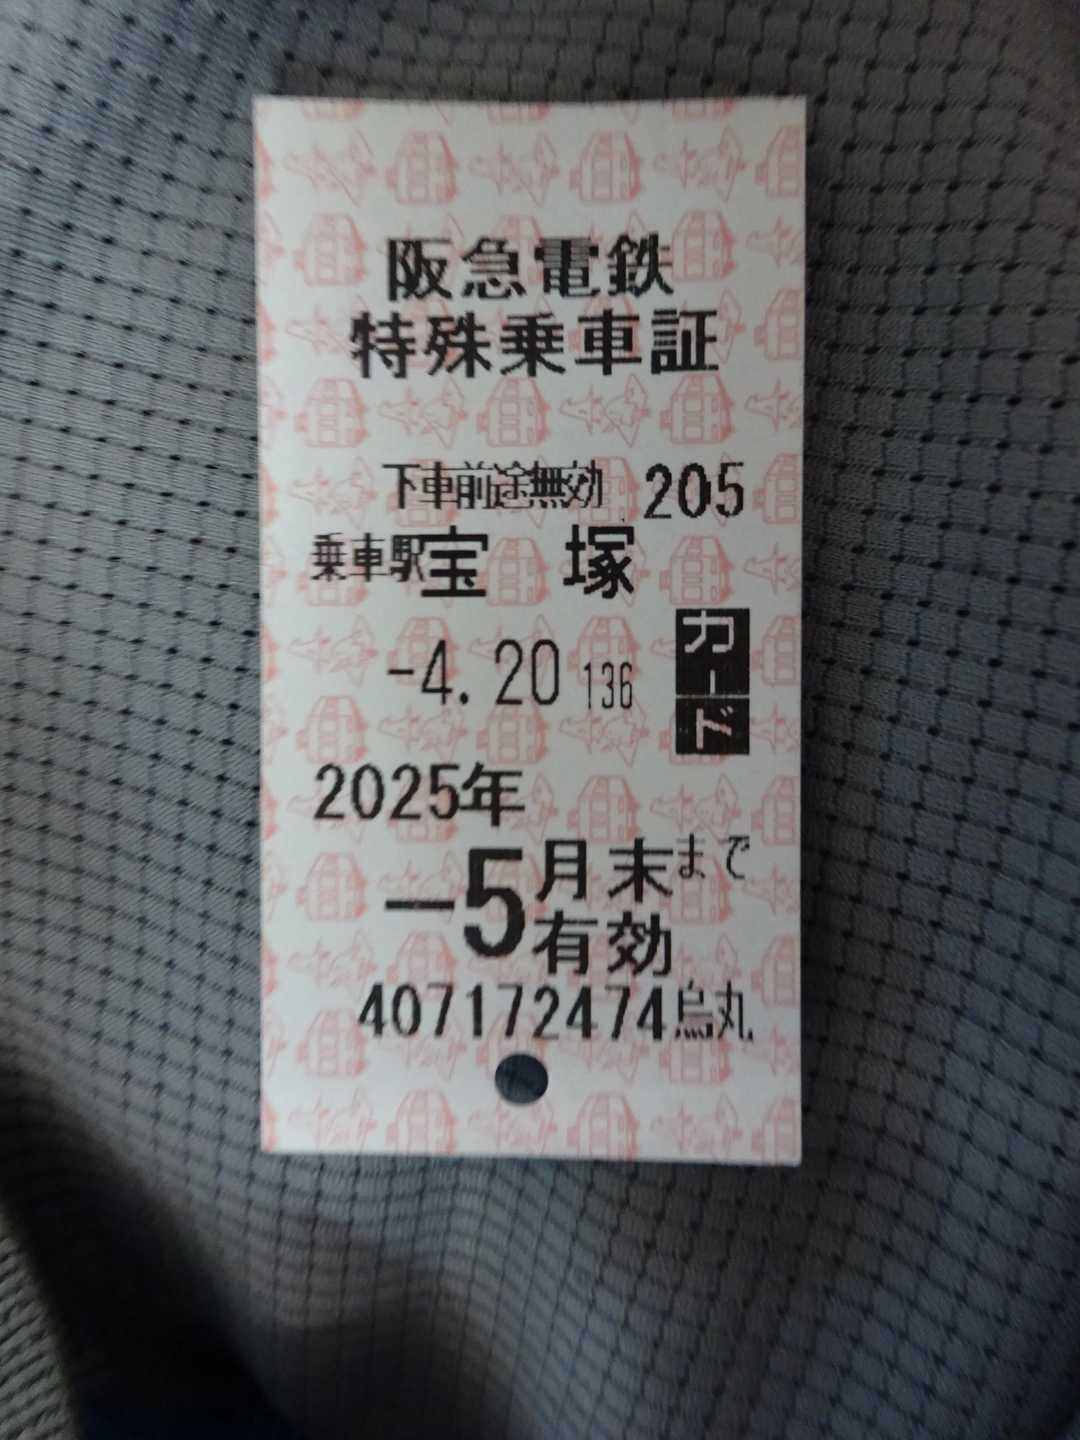 阪急電鉄
特殊乗車証
下車前途無効 205
乗車駅宝塚
-4.20 136 カード
2025年
-5月末まで
有効
407172474烏丸